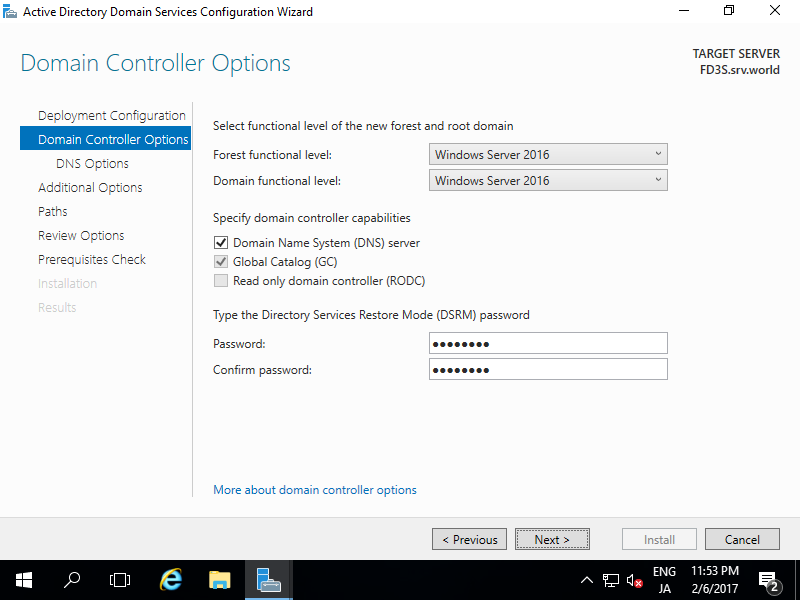 Active Directory Domain Services Configuration Wizard
Domain Controller Options
TARGET SERVER
FD3S.srv.world
Deployment Configuration
Domain Controller Options
DNS Options
Additional Options
Paths
Review Options
Prerequisites Check
Installation
Results
Select functional level of the new forest and root domain
Forest functional level:
Windows Server 2016
Domain functional level:
Windows Server 2016
Specify domain controller capabilities
Domain Name System (DNS) server
Global Catalog (GC)
Read only domain controller (RODC)
Type the Directory Services Restore Mode (DSRM) password
Password:
●●●●●●●●
Confirm password:
●●●●●●●●
More about domain controller options
< Previous
Next >
Install
Cancel
ENG
JA
11:53 PM
2/6/2017
2